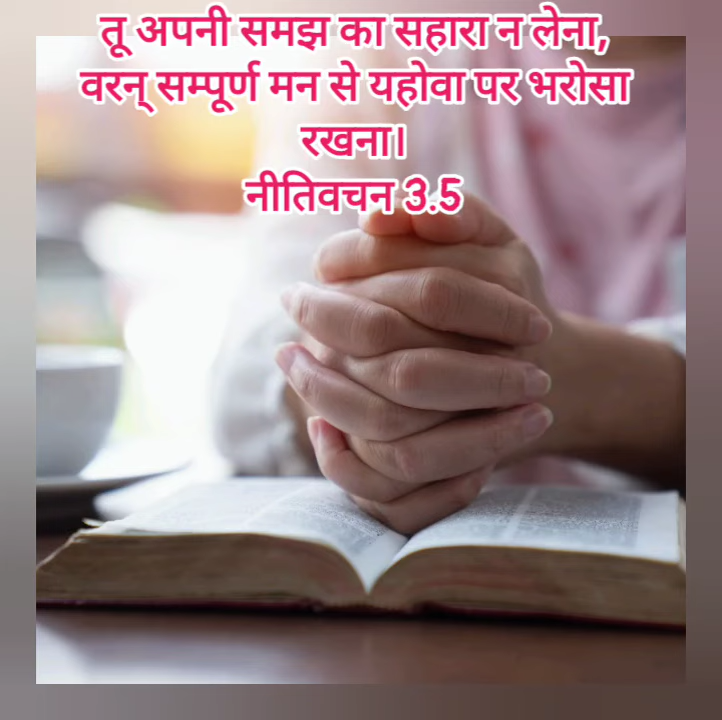 तू अपनी समझ का सहारा न लेना,
वरन् सम्पूर्ण मन से यहोवा पर भरोसा
रखना।
नीतिवचन 3.5